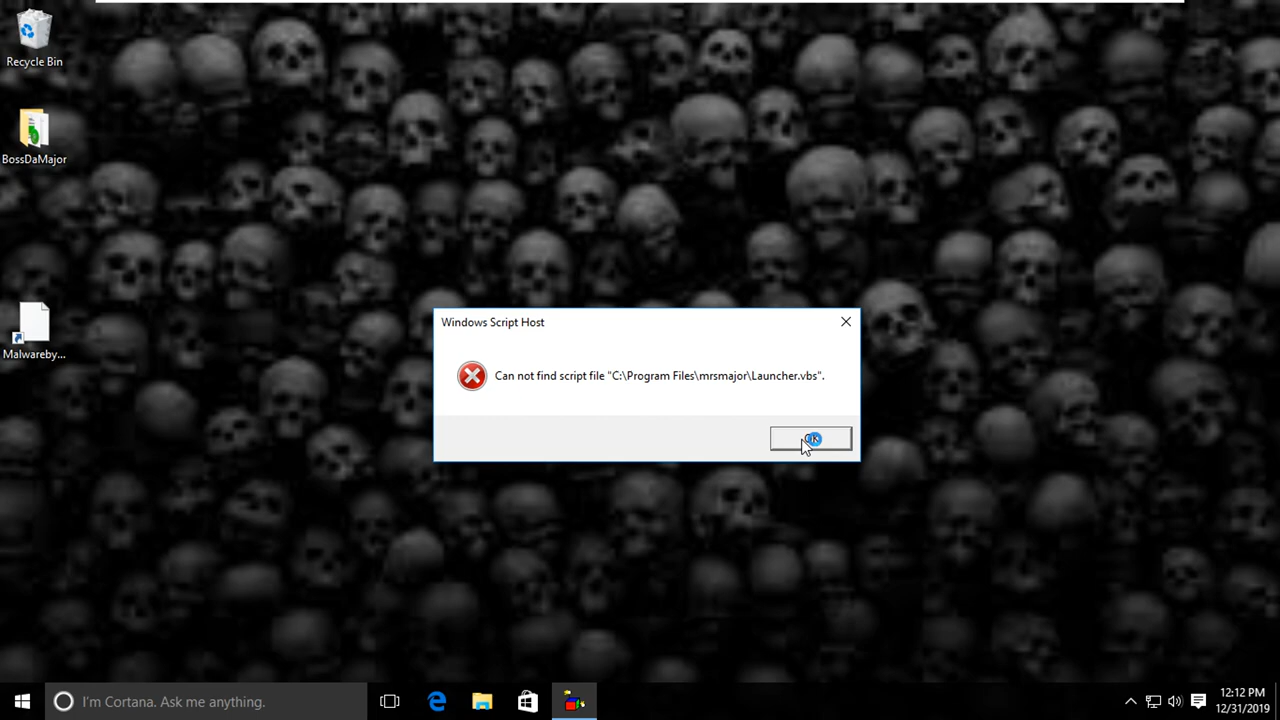 Recycle Bin
BossDaMajor
Malwareby...
Windows Script Host
Can not find script file "C:\Program Files\mrsmajor\Launcher.vbs".
OK
I'm Cortana. Ask me anything.
12:12 PM
12/31/2019